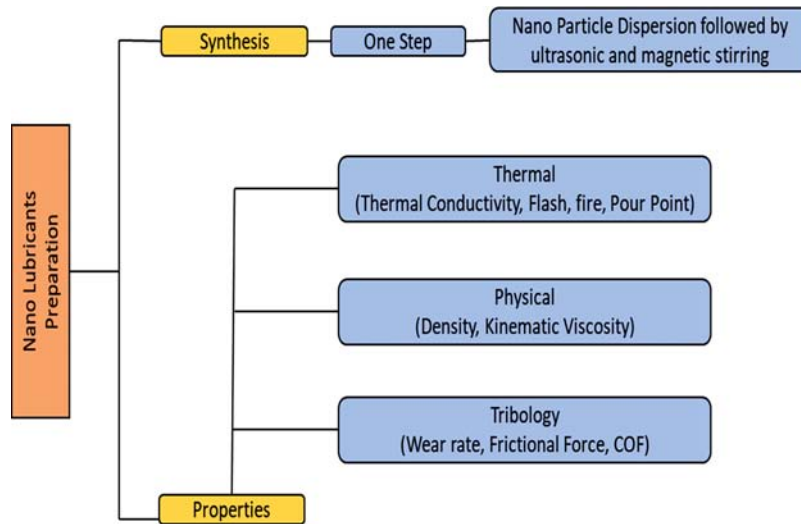 Nano Lubricants
Preparation
Synthesis
One Step
Nano Particle Dispersion followed by
ultrasonic and magnetic stirring
Thermal
(Thermal Conductivity, Flash, fire, Pour Point)
Physical
(Density, Kinematic Viscosity)
Tribology
(Wear rate, Frictional Force, COF)
Properties